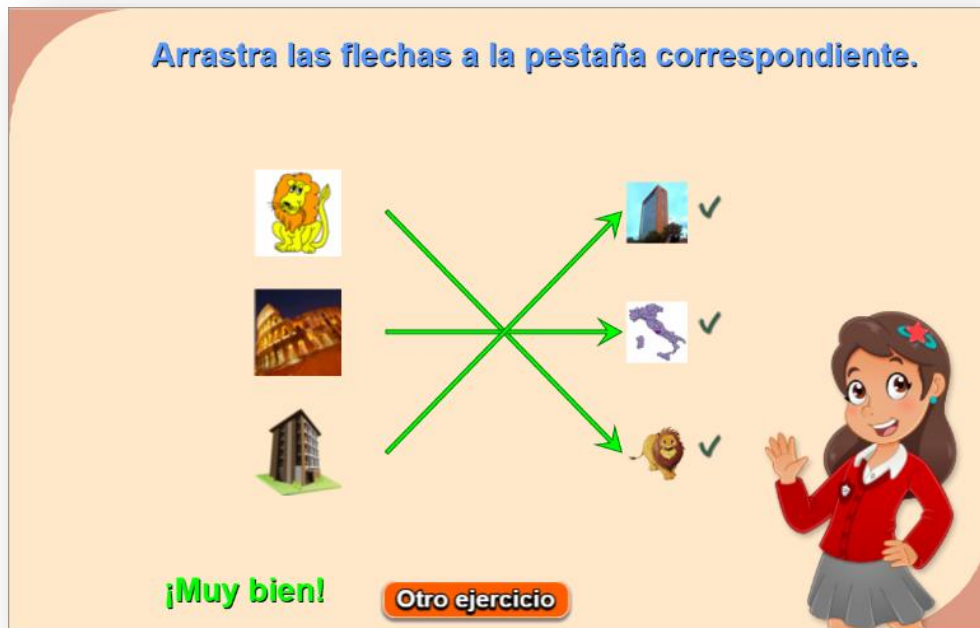 Arrastra las flechas a la pestaña correspondiente.
¡Muy bien!
Otro ejercicio